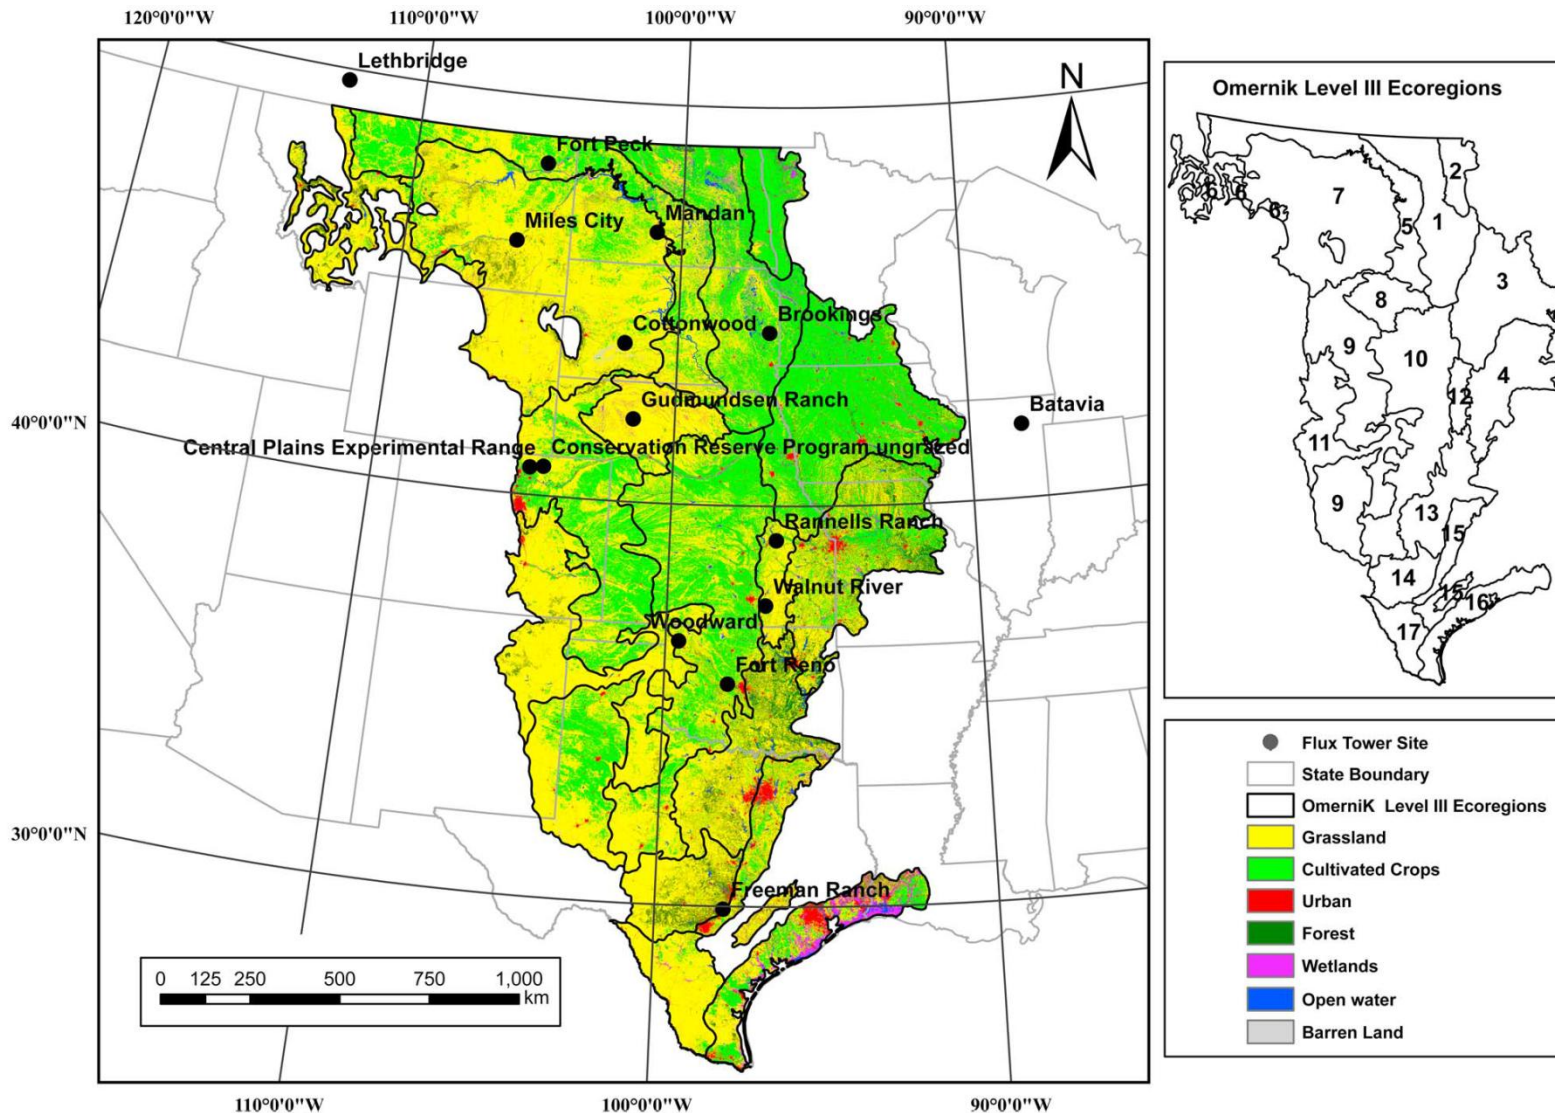 120°0'0"W 110°0'0"W 100°0'0"W 90°0'0"W
Lethbridge
N
Omernik Level III Ecoregions
Fort Peck
2
6 6 6
7
1
5
Miles City
Mandan
3
8
Brookings
Cottonwood
9
10
4
12
Gudmundsen Ranch
Batavia
40°0'0"N
Central Plains Experimental Range
Conservation Reserve Program ungrazed
11
9
13
15
Rannells Ranch
Walnut River
14
15
16
Woodward
17
Fort Reno
Flux Tower Site
State Boundary
OmerniK Level III Ecoregions
30°0'0"N
Grassland
Cultivated Crops
Freeman Ranch
Urban
Forest
Wetlands
0 125 250 500 750 1,000
km
Open water
Barren Land
110°0'0"W 100°0'0"W 90°0'0"W